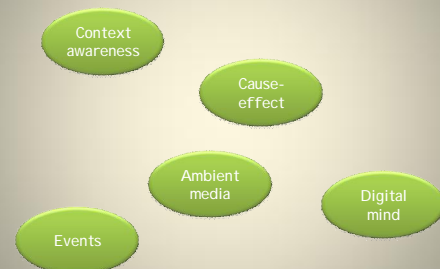 Context
awareness
Cause-
effect
Ambient
media
Digital
mind
Events